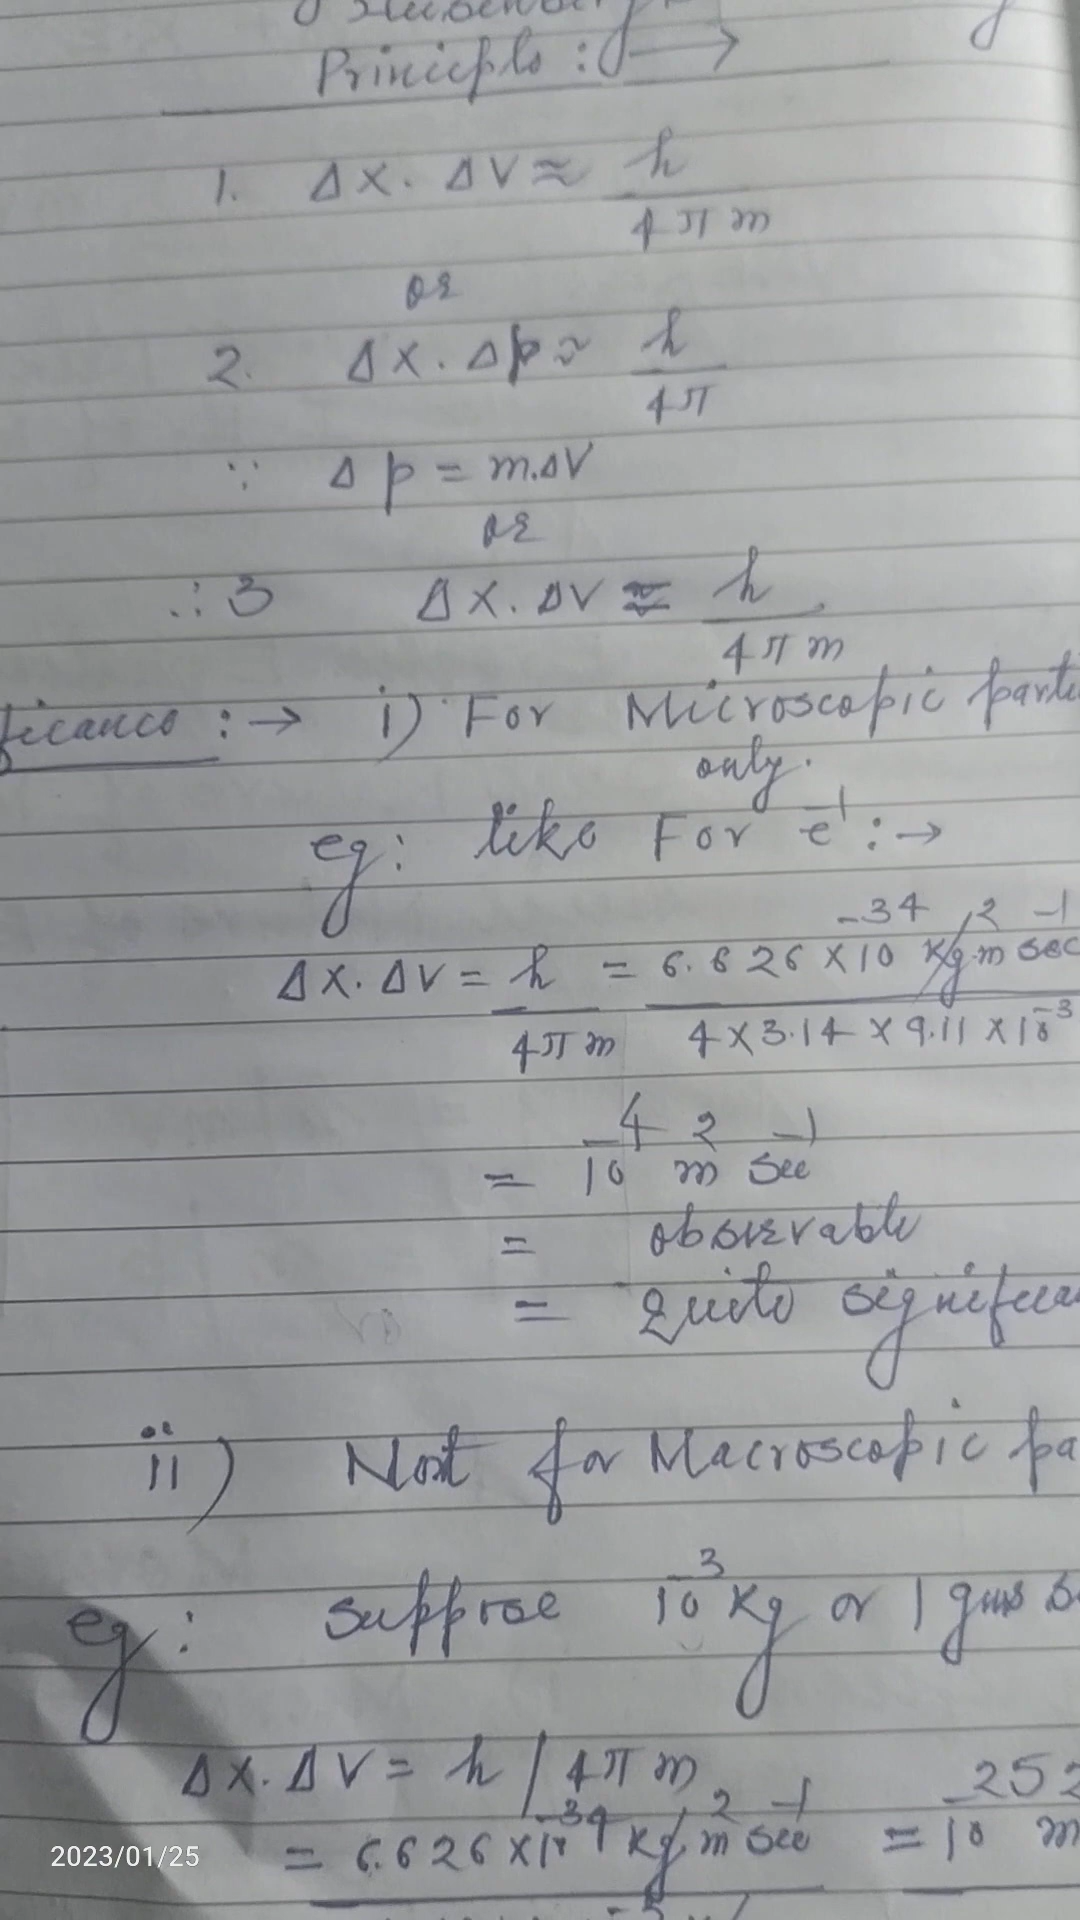 Principle : →
1. Δx. Δv ≈ h
4πm
or
2. Δx. Δp ≈ h
4π
∵ Δp = m.Δv
or
∴ 3 Δx. Δv ≈ h
4πm
ficance : → i) For Microscopic parti
only.
eg: like For e⁻¹ : →
Δx. Δv = h = 6.626 × 10⁻³⁴ kg m² sec⁻¹
4πm 4 × 3.14 × 9.11 × 10⁻³
= 10⁻⁴ m² sec⁻¹
= observable
= Quite significa
ii) Not for Macroscopic pa
eg: Suppose 10⁻³ kg or 1 gm
Δx. Δv = h / 4πm
= 6.626 × 10⁻³⁴ kg m² sec⁻¹ = 10⁻²⁵ m²
2023/01/25